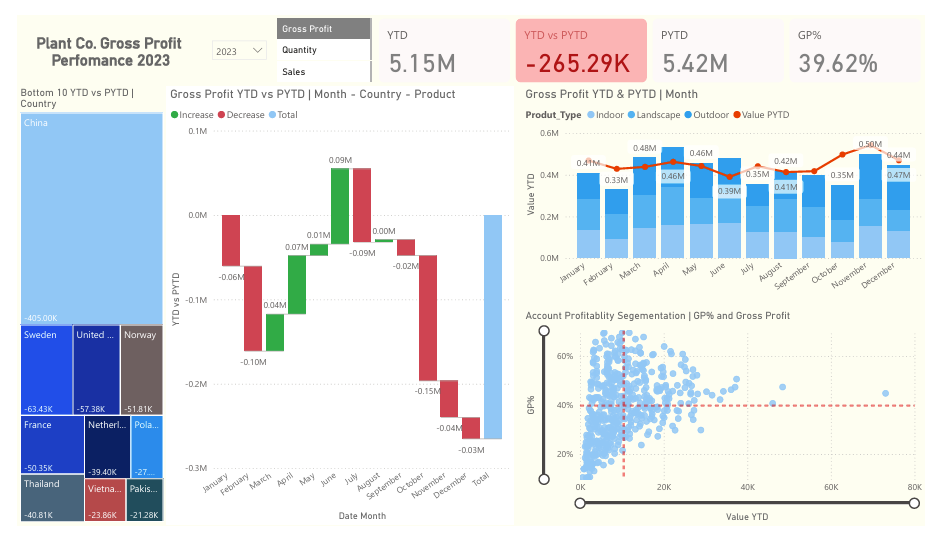 Plant Co. Gross Profit
Perfomance 2023
2023
Gross Profit
Quantity
Sales
YTD
5.15M
YTD vs PYTD
-265.29K
PYTD
5.42M
GP%
39.62%
Bottom 10 YTD vs PYTD |
Country
China
-405.00K
Sweden
-63.43K
United ...
-57.38K
Norway
-51.81K
France
-50.35K
Netherl...
-39.40K
Pola...
-27....
Thailand
-40.81K
Vietna...
-23.86K
Pakis...
-21.28K
Gross Profit YTD vs PYTD | Month - Country - Product
Increase Decrease Total
YTD vs PYTD
0.1M
0.0M
-0.1M
-0.2M
-0.3M
-0.06M
-0.10M
0.04M
0.07M
0.01M
0.09M
-0.09M
0.00M
-0.02M
-0.15M
-0.04M
-0.03M
January
February
March
April
May
June
July
August
September
October
November
December
Total
Date Month
Gross Profit YTD & PYTD | Month
Produt_Type Indoor Landscape Outdoor Value PYTD
Value YTD
0.6M
0.4M
0.2M
0.0M
0.41M
0.33M
0.48M
0.46M
0.46M
0.39M
0.35M
0.42M
0.41M
0.35M
0.50M
0.44M
0.47M
January
February
March
April
May
June
July
August
September
October
November
December
Account Profitablity Segementation | GP% and Gross Profit
GP%
60%
40%
20%
0K
20K
40K
60K
80K
Value YTD